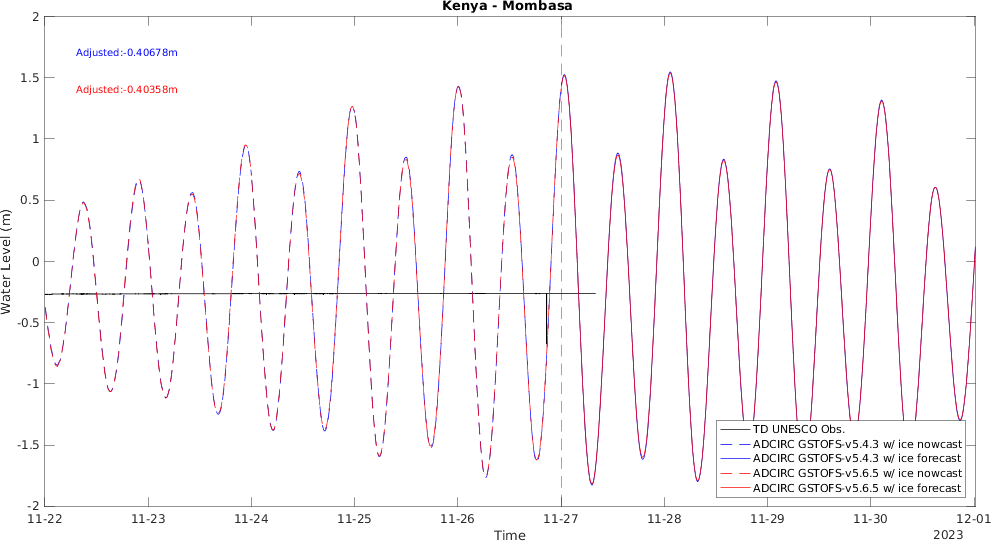 Kenya - Mombasa
Adjusted:-0.40678m
Adjusted:-0.40358m
Water Level (m)
2
1.5
1
0.5
0
-0.5
-1
-1.5
-2
TD UNESCO Obs.
ADCIRC GSTOFS-v5.4.3 w/ ice nowcast
ADCIRC GSTOFS-v5.4.3 w/ ice forecast
ADCIRC GSTOFS-v5.6.5 w/ ice nowcast
ADCIRC GSTOFS-v5.6.5 w/ ice forecast
11-22 11-23 11-24 11-25 11-26 11-27 11-28 11-29 11-30 12-01
Time
2023